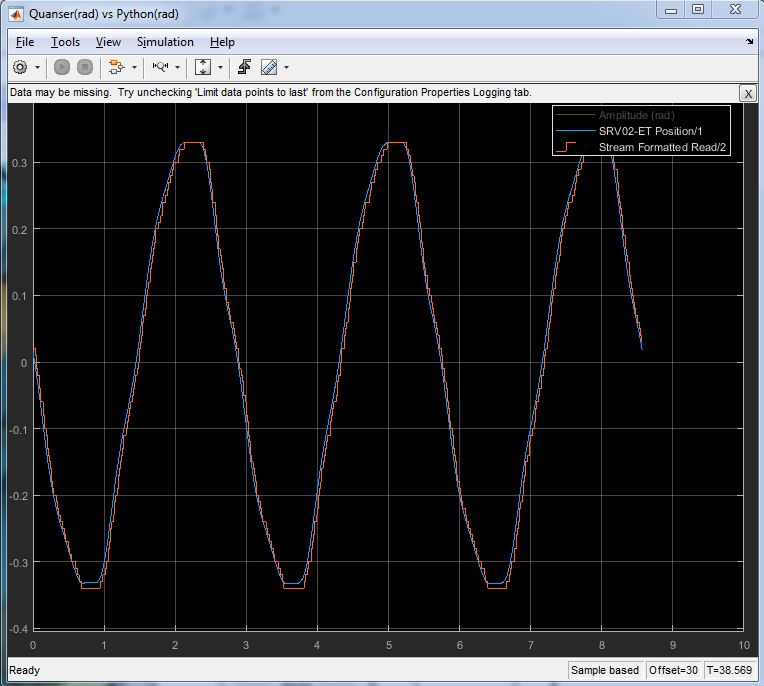 Quanser(rad) vs Python(rad)
File Tools View Simulation Help
Data may be missing. Try unchecking 'Limit data points to last' from the Configuration Properties Logging tab.
X
Amplitude (rad)
SRV02-ET Position/1
Stream Formatted Read/2
0.3
0.2
0.1
0
-0.1
-0.2
-0.3
-0.4
0 1 2 3 4 5 6 7 8 9 10
Ready Sample based Offset=30 T=38.569